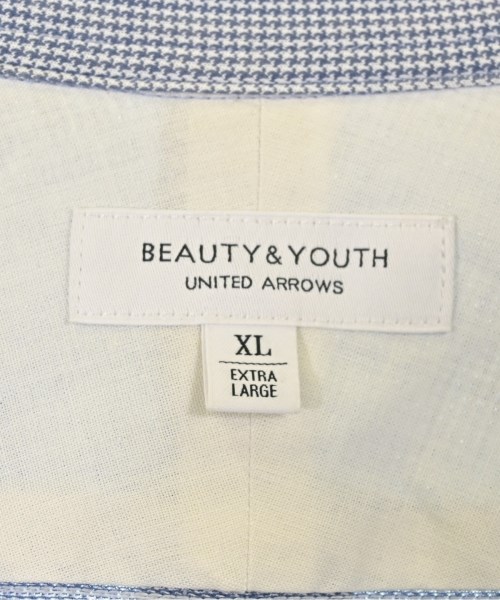 BEAUTY&YOUTH
UNITED ARROWS
XL
EXTRA
LARGE